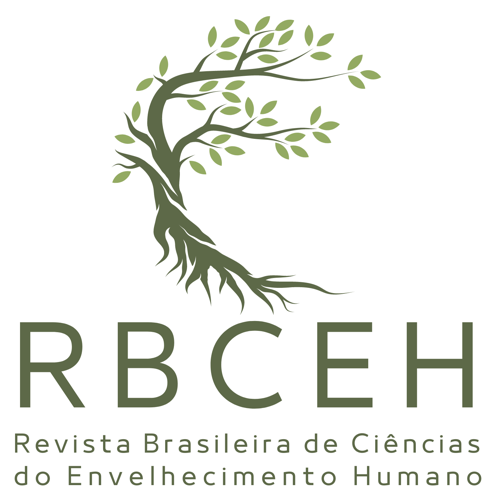 RBCEH
Revista Brasileira de Ciências
do Envelhecimento Humano